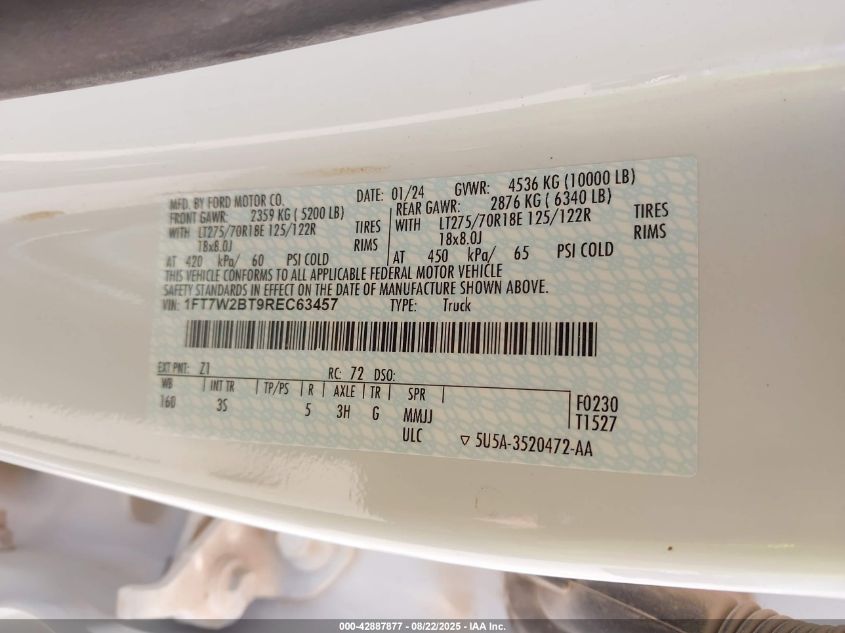 MFD. BY FORD MOTOR CO. DATE: 01/24 GVWR: 4536 KG (10000 LB)
FRONT GAWR: 2359 KG ( 5200 LB) REAR GAWR: 2876 KG ( 6340 LB)
WITH LT275/70R18E 125/122R TIRES WITH LT275/70R18E 125/122R TIRES
18x8.0J RIMS 18x8.0J RIMS
AT 420 kPa/ 60 PSI COLD AT 450 kPa/ 65 PSI COLD
THIS VEHICLE CONFORMS TO ALL APPLICABLE FEDERAL MOTOR VEHICLE
SAFETY STANDARDS IN EFFECT ON THE DATE OF MANUFACTURE SHOWN ABOVE.
VIN: 1FT7W2BT9REC63457 TYPE: Truck
EXT PNT: Z1 RC: 72 DSO:
WB INT TR TP/PS R AXLE TR SPR F0230
160 3S 5 3H G MMJJ T1527
ULC 5U5A-3520472-AA
000-42887877 - 08/22/2025 - IAA Inc.